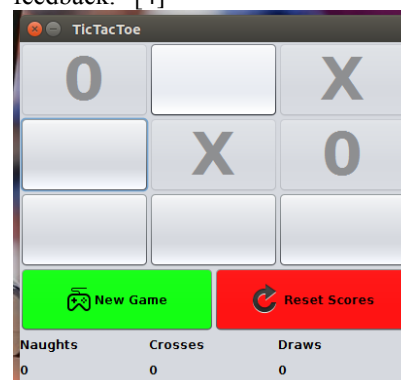 feedback." [4]
TicTacToe
0 X
X 0
New Game Reset Scores
Naughts Crosses Draws
0 0 0